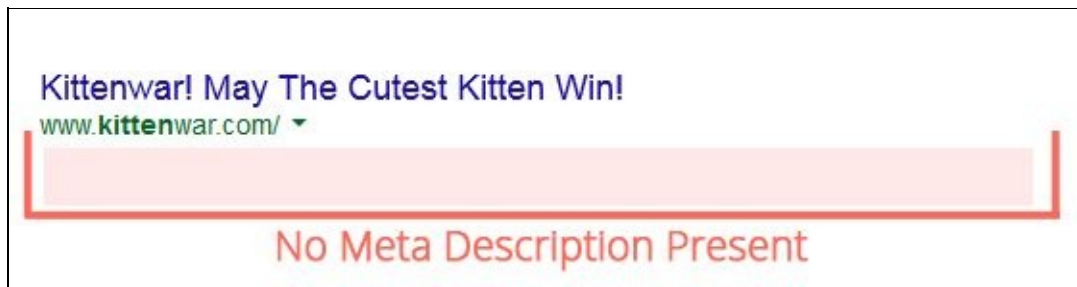 Kittenwar! May The Cutest Kitten Win!
www.kittenwar.com/
No Meta Description Present